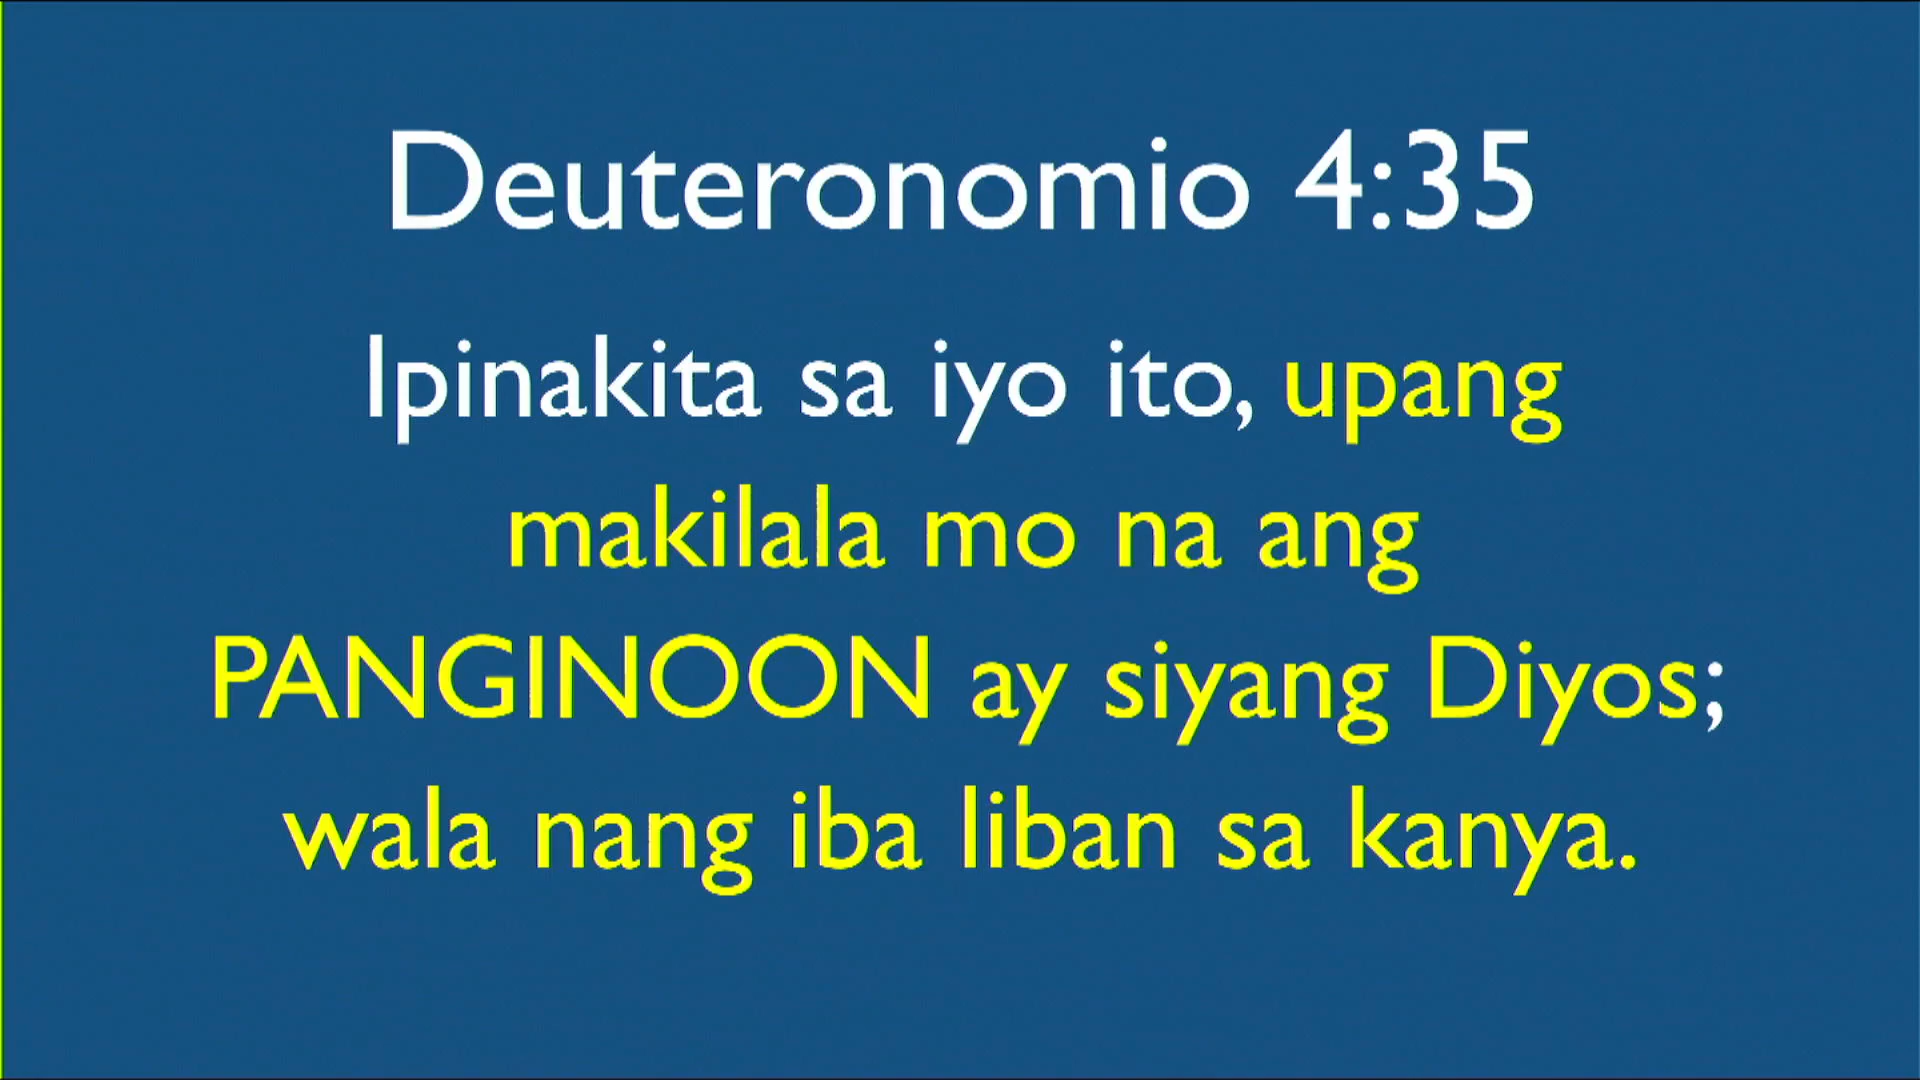 Deuteronomio 4:35
Ipinakita sa iyo ito, upang
makilala mo na ang
PANGINOON ay siyang Diyos;
wala nang iba liban sa kanya.